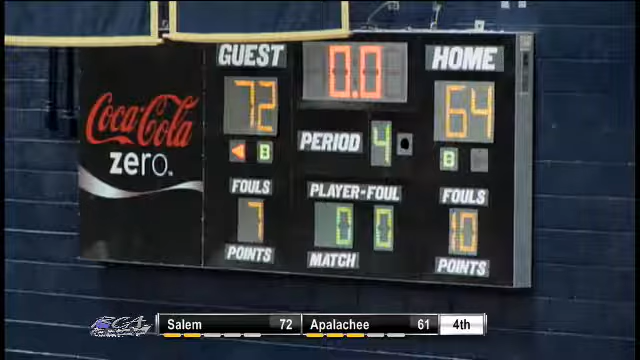 GUEST
0.0
HOME
72
64
Coca-Cola
zero
PERIOD
4
B
B
FOULS
PLAYER-FOUL
FOULS
7
0 0
10
POINTS
MATCH
POINTS
Salem 72 Apalachee 61 4th